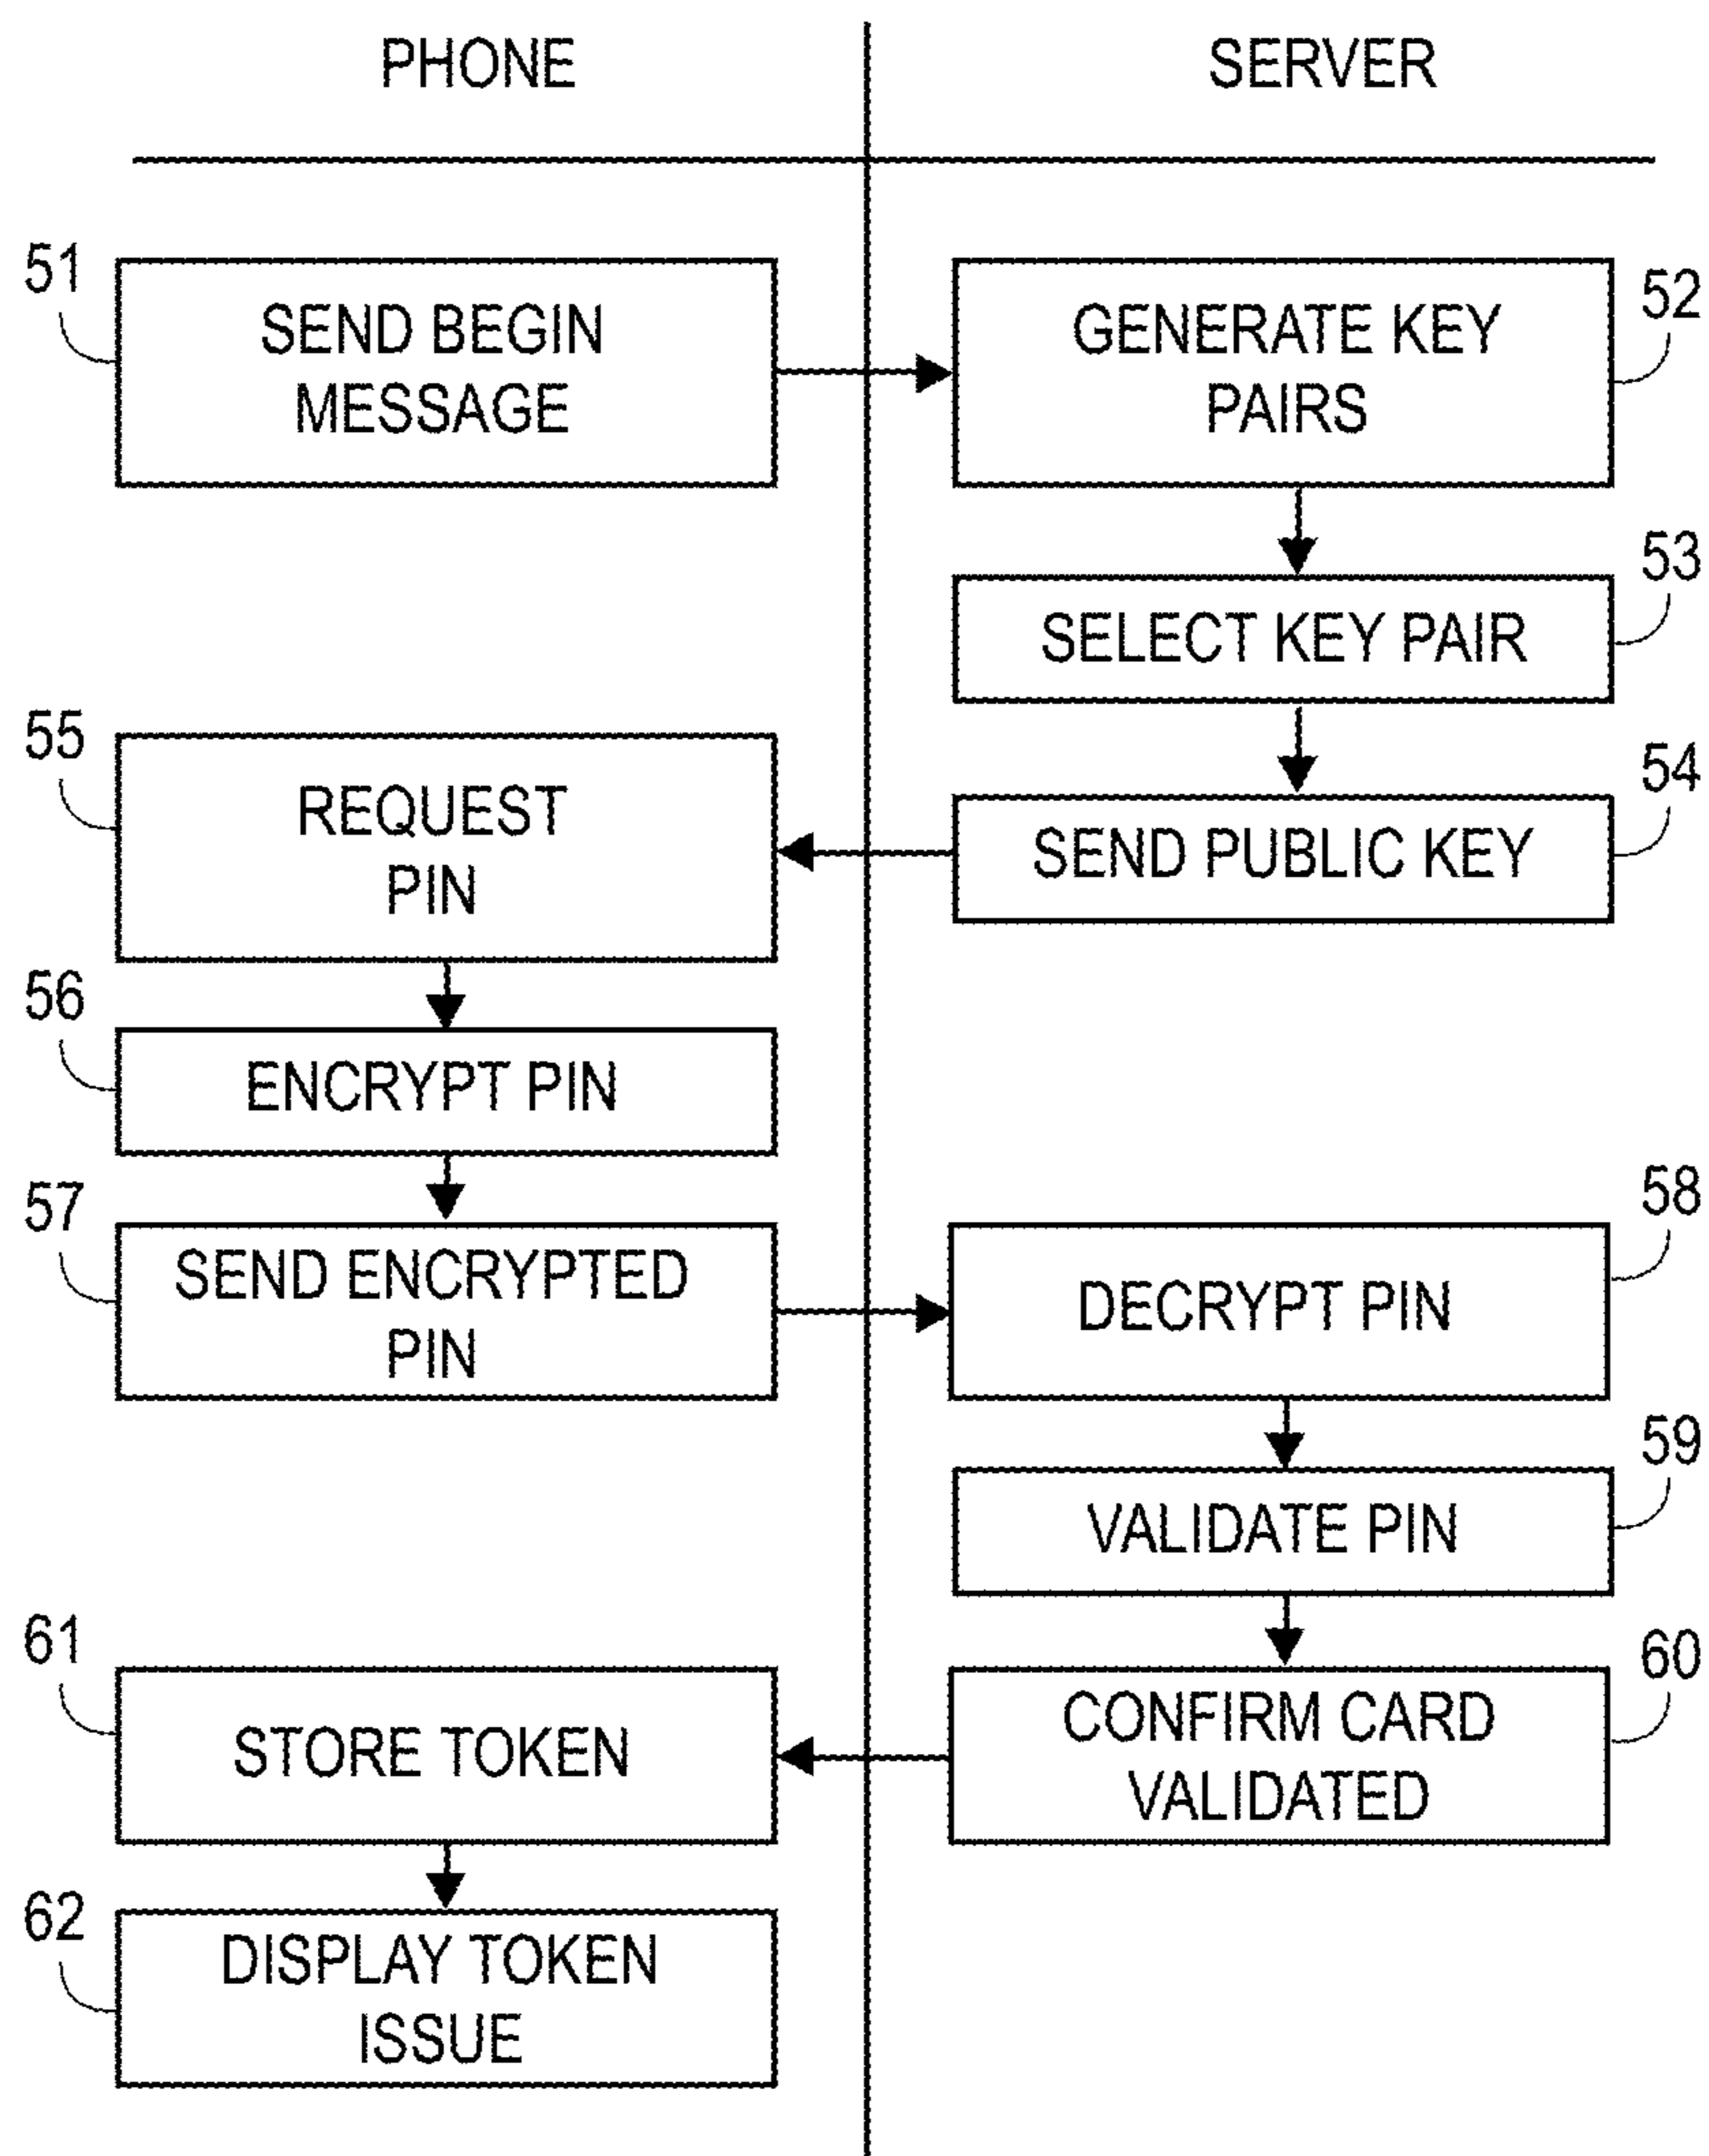 PHONE
SERVER
51
SEND BEGIN
MESSAGE
52
GENERATE KEY
PAIRS
53
SELECT KEY PAIR
54
SEND PUBLIC KEY
55
REQUEST
PIN
56
ENCRYPT PIN
57
SEND ENCRYPTED
PIN
58
DECRYPT PIN
59
VALIDATE PIN
60
CONFIRM CARD
VALIDATED
61
STORE TOKEN
62
DISPLAY TOKEN
ISSUE